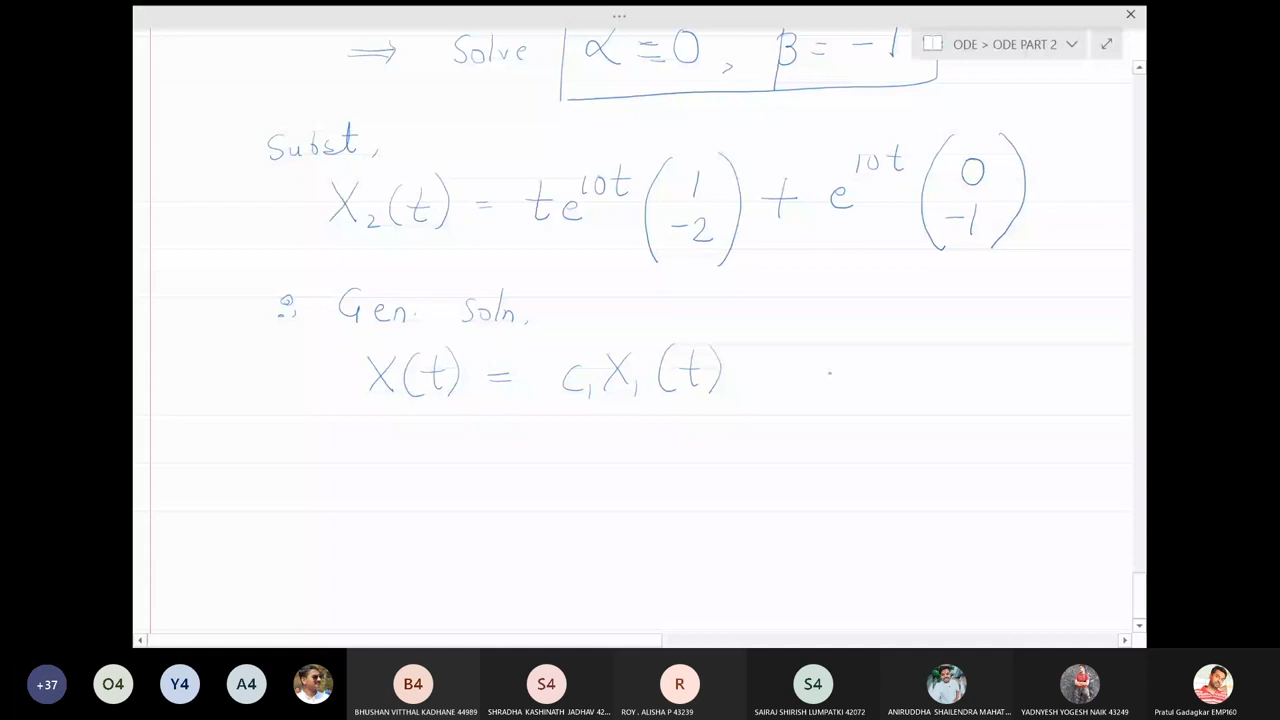 ODE > ODE PART 2
⟹ Solve α = 0, β = -1
Subst,
X₂(t) = te^{10t} (1 -2) + e^{10t} (0 -1)
∴ Gen. soln,
X(t) = c₁X₁(t)
+37 O4 Y4 A4 B4 S4 R S4
BHUSHAN VITTHAL KADHANE 44989 SHRADHA KASHINATH JADHAV 42... ROY . ALISHA P 43239 SAIRAJ SHIRISH LUMPATKI 42072 ANIRUDDHA SHAILENDRA MAHAT... YADNYESH YOGESH NAIK 43249 Pratul Gadagkar EMP160